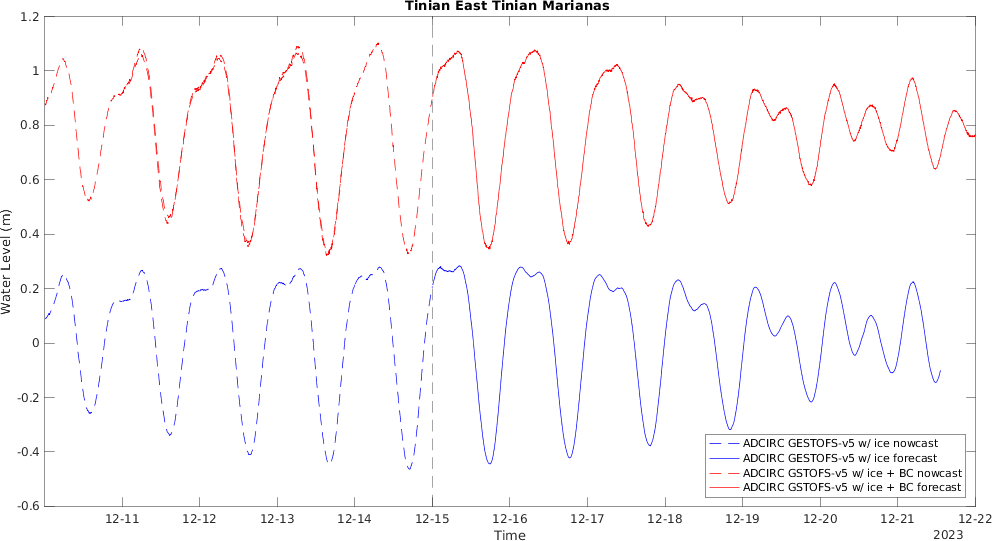 Tinian East Tinian Marianas
1.2
1
0.8
0.6
0.4
0.2
0
-0.2
-0.4
-0.6
Water Level (m)
ADCIRC GESTOFS-v5 w/ ice nowcast
ADCIRC GESTOFS-v5 w/ ice forecast
ADCIRC GSTOFS-v5 w/ ice + BC nowcast
ADCIRC GSTOFS-v5 w/ ice + BC forecast
12-11 12-12 12-13 12-14 12-15 12-16 12-17 12-18 12-19 12-20 12-21 12-22
Time
2023